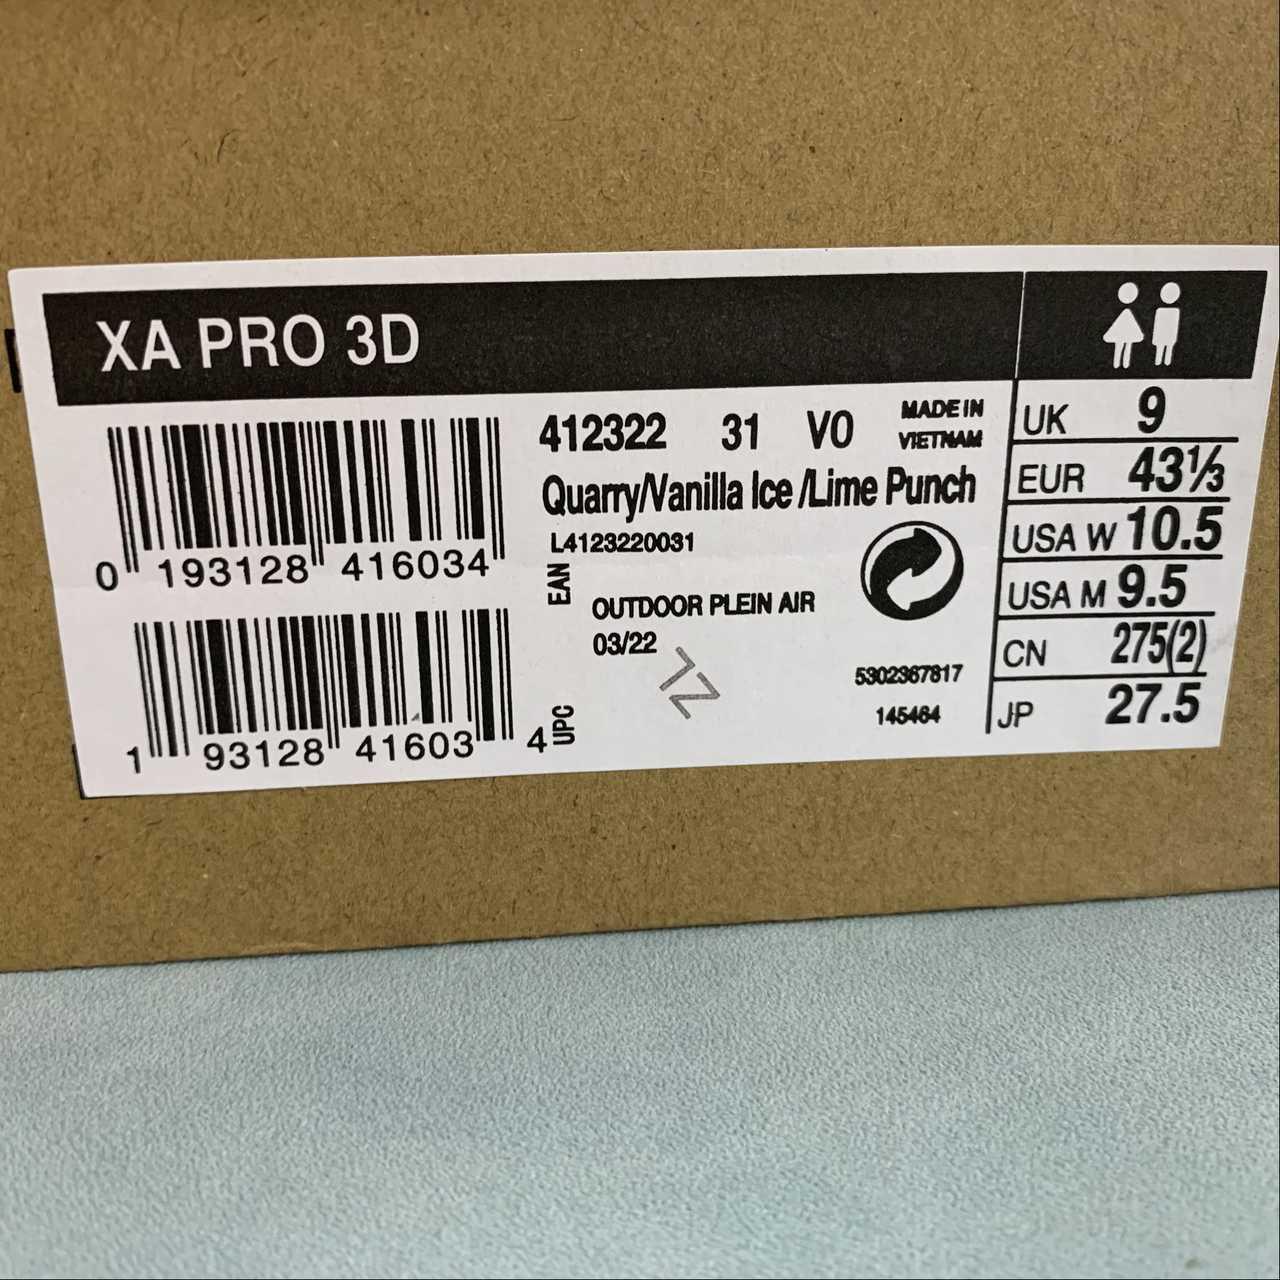 XA PRO 3D
412322 31 VO MADE IN VIETNAM
Quarry/Vanilla Ice /Lime Punch
L4123220031
0 193128 416034
EAN
OUTDOOR PLEIN AIR
03/22
ZL
5302367817
145464
1 93128 41603 4
UPC
UK 9
EUR 43⅓
USA W 10.5
USA M 9.5
CN 275(2)
JP 27.5